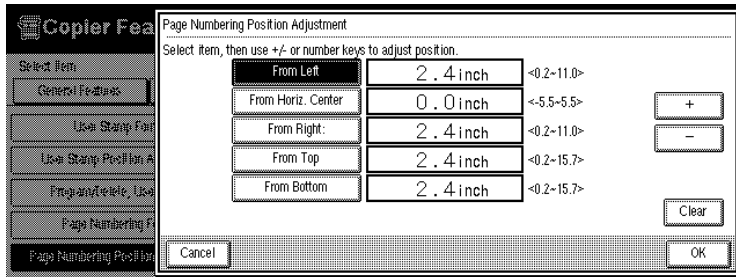 Copier Fea
Page Numbering Position Adjustment
Select item, then use +/- or number keys to adjust position.
Select Item
General Features
From Left 2.4inch <0.2~11.0>
From Horiz. Center 0.0inch <-5.5~5.5>
+
User Stamp For
From Right: 2.4inch <0.2~11.0>
−
User Stamp Position A
From Top 2.4inch <0.2~15.7>
Program/Delete, Use
From Bottom 2.4inch <0.2~15.7>
Page Numbering F
Clear
Page Numbering Position
Cancel
OK